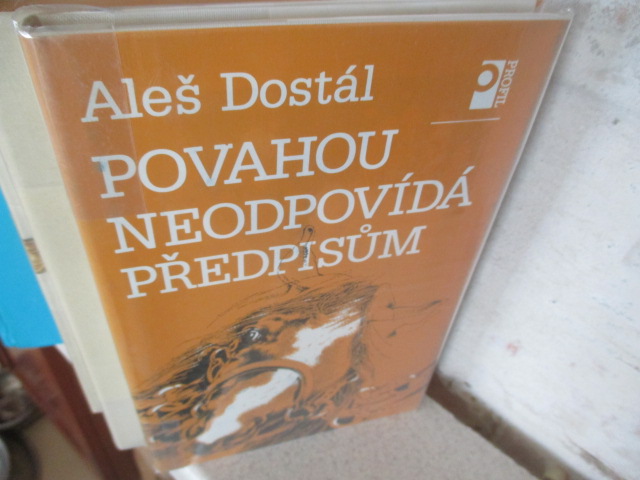 Aleš Dostál
PROFIL
POVAHOU
NEODPOVÍDÁ
PŘEDPISŮM